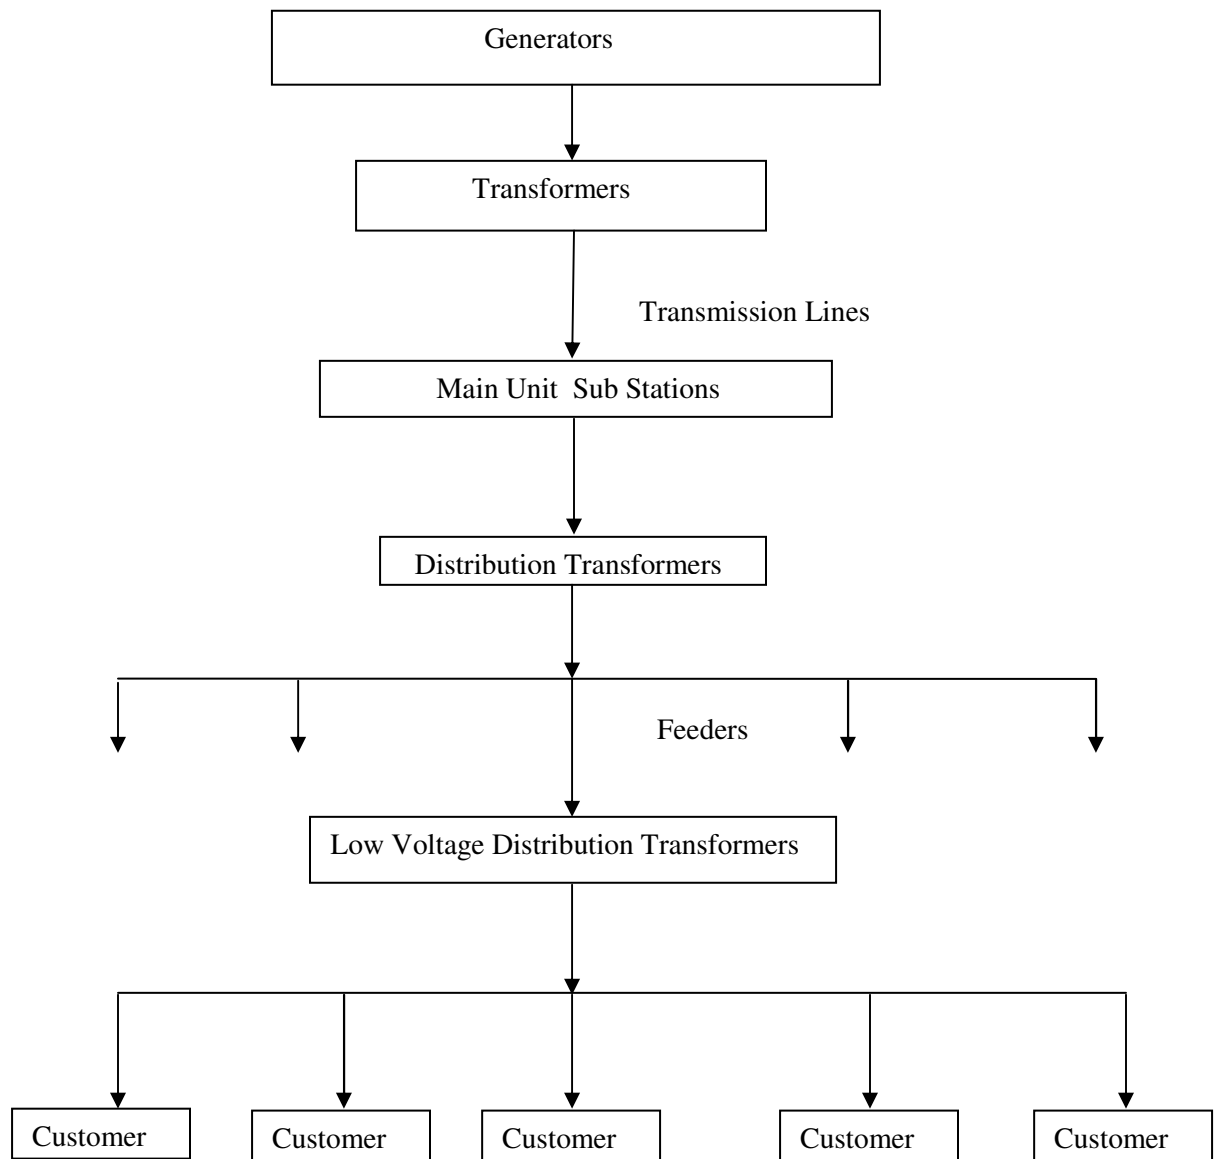 Generators
Transformers
Transmission Lines
Main Unit  Sub Stations
Distribution Transformers
Feeders
Low Voltage Distribution Transformers
Customer
Customer
Customer
Customer
Customer